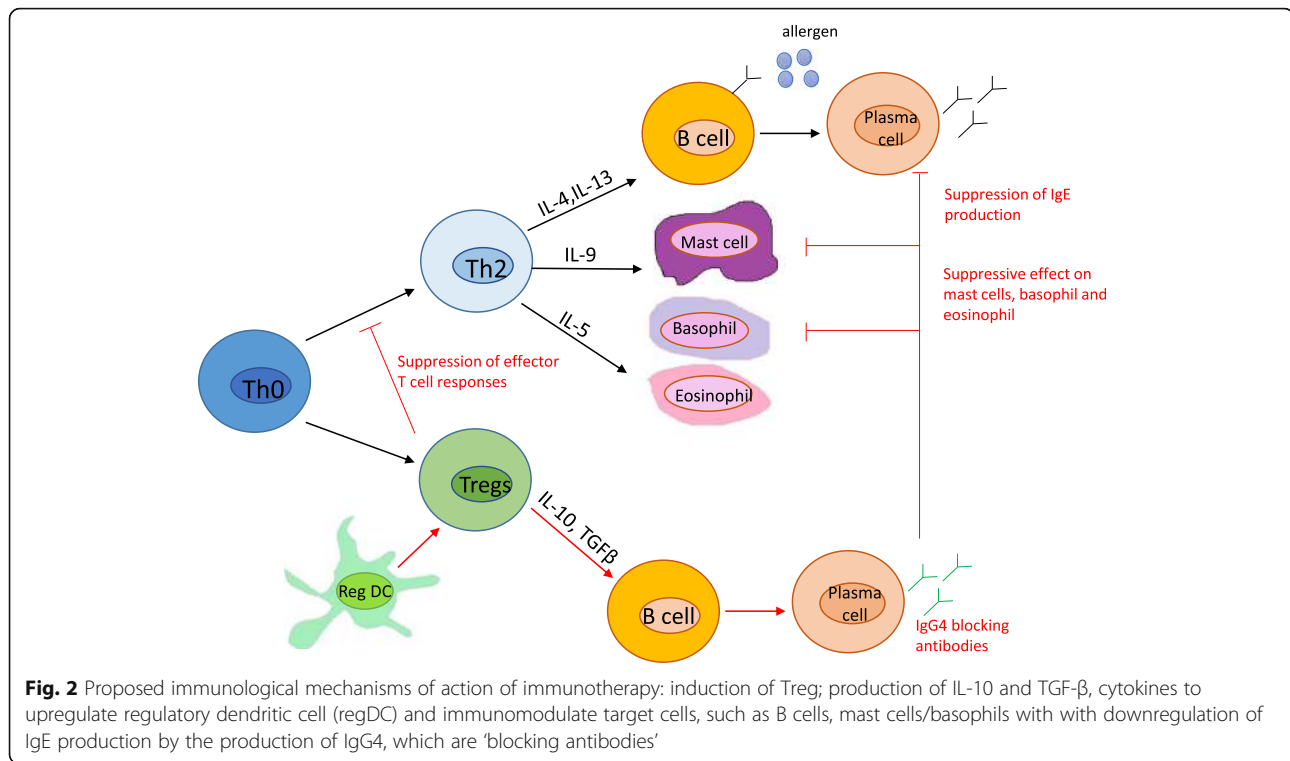 allergen
B cell
Plasma
cell
IL-4,IL-13
Suppression of IgE
production
Mast cell
Th2
IL-9
Suppressive effect on
mast cells, basophil and
eosinophil
IL-5
Basophil
Suppression of effector
T cell responses
Th0
Eosinophil
Tregs
IL-10, TGFβ
Reg DC
B cell
Plasma
cell
IgG4 blocking
antibodies
Fig. 2 Proposed immunological mechanisms of action of immunotherapy: induction of Treg; production of IL-10 and TGF-β, cytokines to
upregulate regulatory dendritic cell (regDC) and immunomodulate target cells, such as B cells, mast cells/basophils with with downregulation of
IgE production by the production of IgG4, which are ‘blocking antibodies’